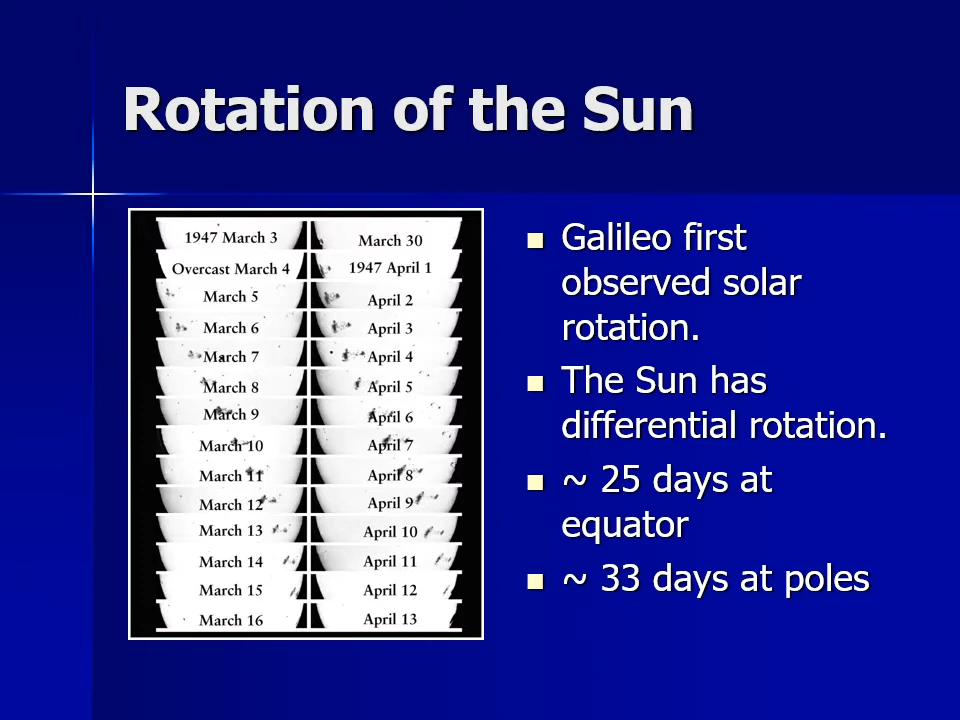 Rotation of the Sun
1947 March 3
Overcast March 4
March 5
March 6
March 7
March 8
March 9
March 10
March 11
March 12
March 13
March 14
March 15
March 16
March 30
1947 April 1
April 2
April 3
April 4
April 5
April 6
April 7
April 8
April 9
April 10
April 11
April 12
April 13
Galileo first
observed solar
rotation.
The Sun has
differential rotation.
~ 25 days at
equator
~ 33 days at poles